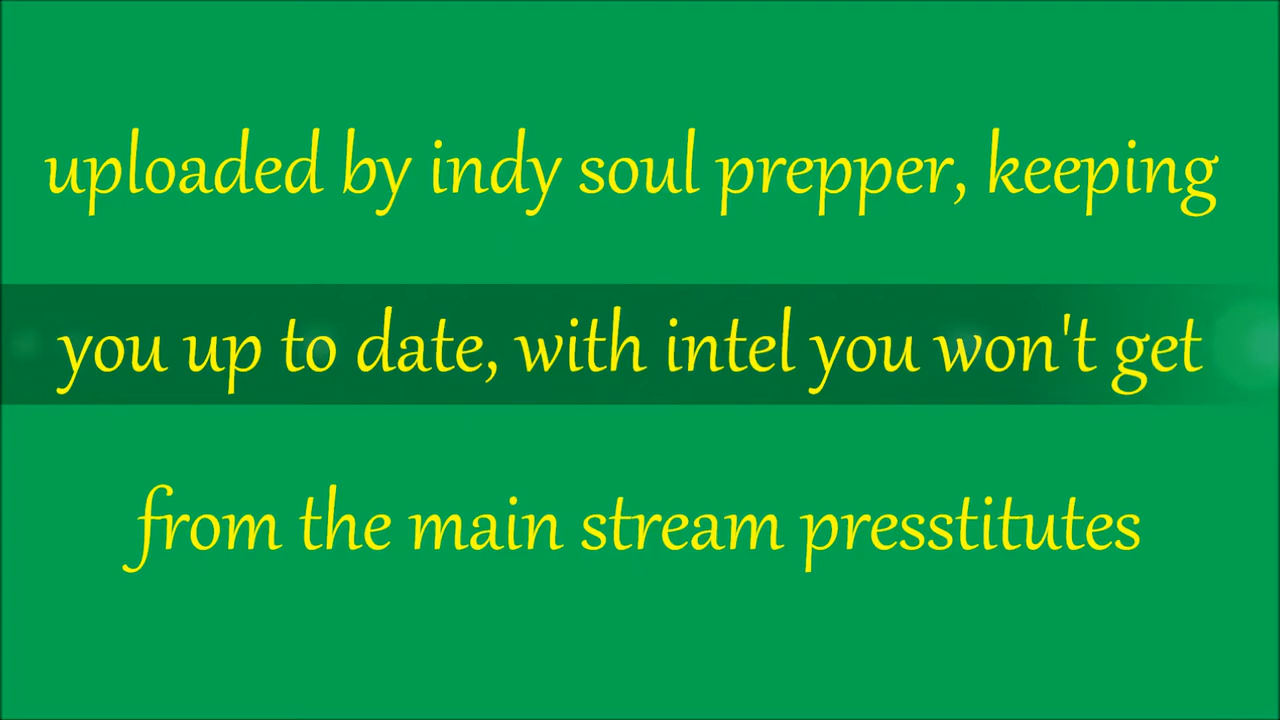 uploaded by indy soul prepper, keeping
you up to date, with intel you won't get
from the main stream presstitutes